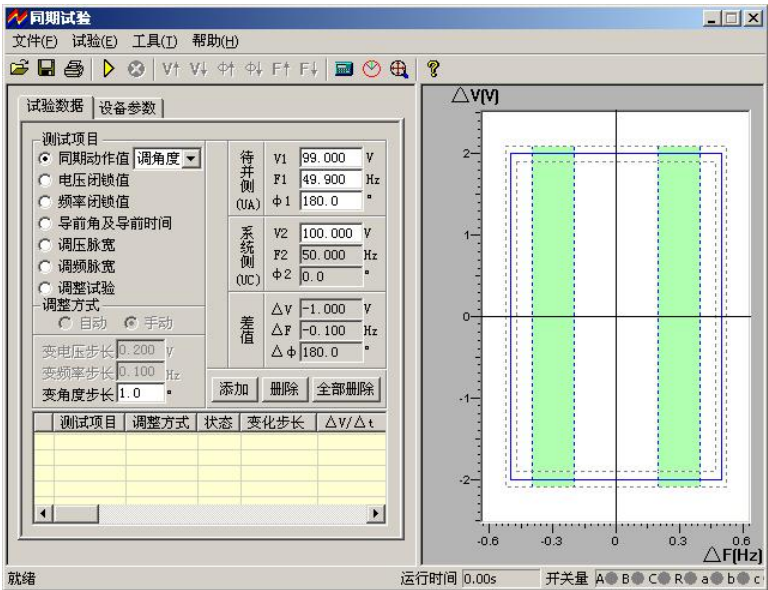 同期试验
文件(F) 试验(E) 工具(T) 帮助(H)
V↑ V↓ Φ↑ Φ↓ F↑ F↓
试验数据 设备参数
测试项目
同期动作值 调角度
电压闭锁值
频率闭锁值
导前角及导前时间
调压脉宽
调频脉宽
调整试验
调整方式
自动 手动
变电压步长 0.200 V
变频率步长 0.100 Hz
变角度步长 1.0 °
待并侧(UA)
V1 99.000 V
F1 49.900 Hz
Φ1 180.0 °
系统侧(UC)
V2 100.000 V
F2 50.000 Hz
Φ2 0.0 °
差值
△V -1.000 V
△F -0.100 Hz
△Φ 180.0 °
添加 删除 全部删除
测试项目 调整方式 状态 变化步长 △V/△t
△V(V)
2
1
0
-1
-2
-0.6 -0.3 0 0.3 0.6
△F(Hz)
就绪 运行时间 0.00s 开关量 A B C R a b c